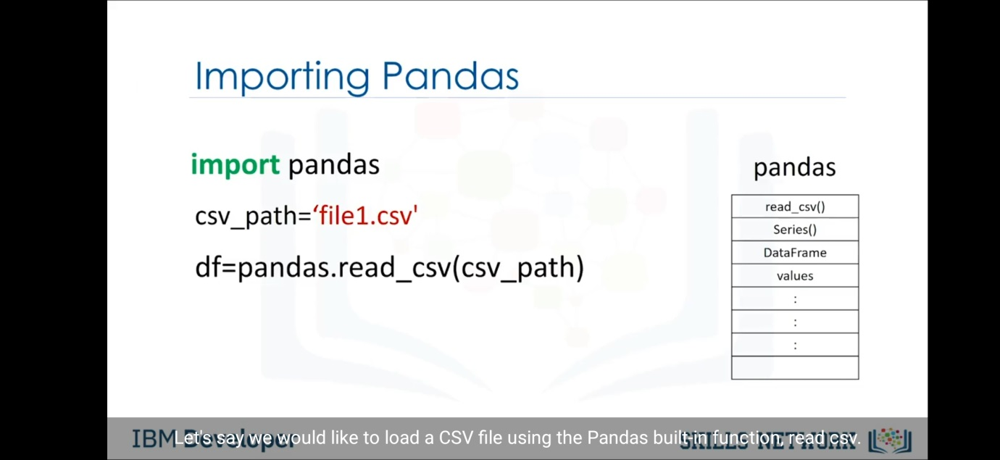 Importing Pandas
import pandas
csv_path=‘file1.csv'
df=pandas.read_csv(csv_path)
pandas
read_csv()
Series()
DataFrame
values
:
:
:
IBM Developer
Let's say we would like to load a CSV file using the Pandas built-in function, read csv.
SKILLS NETWORK